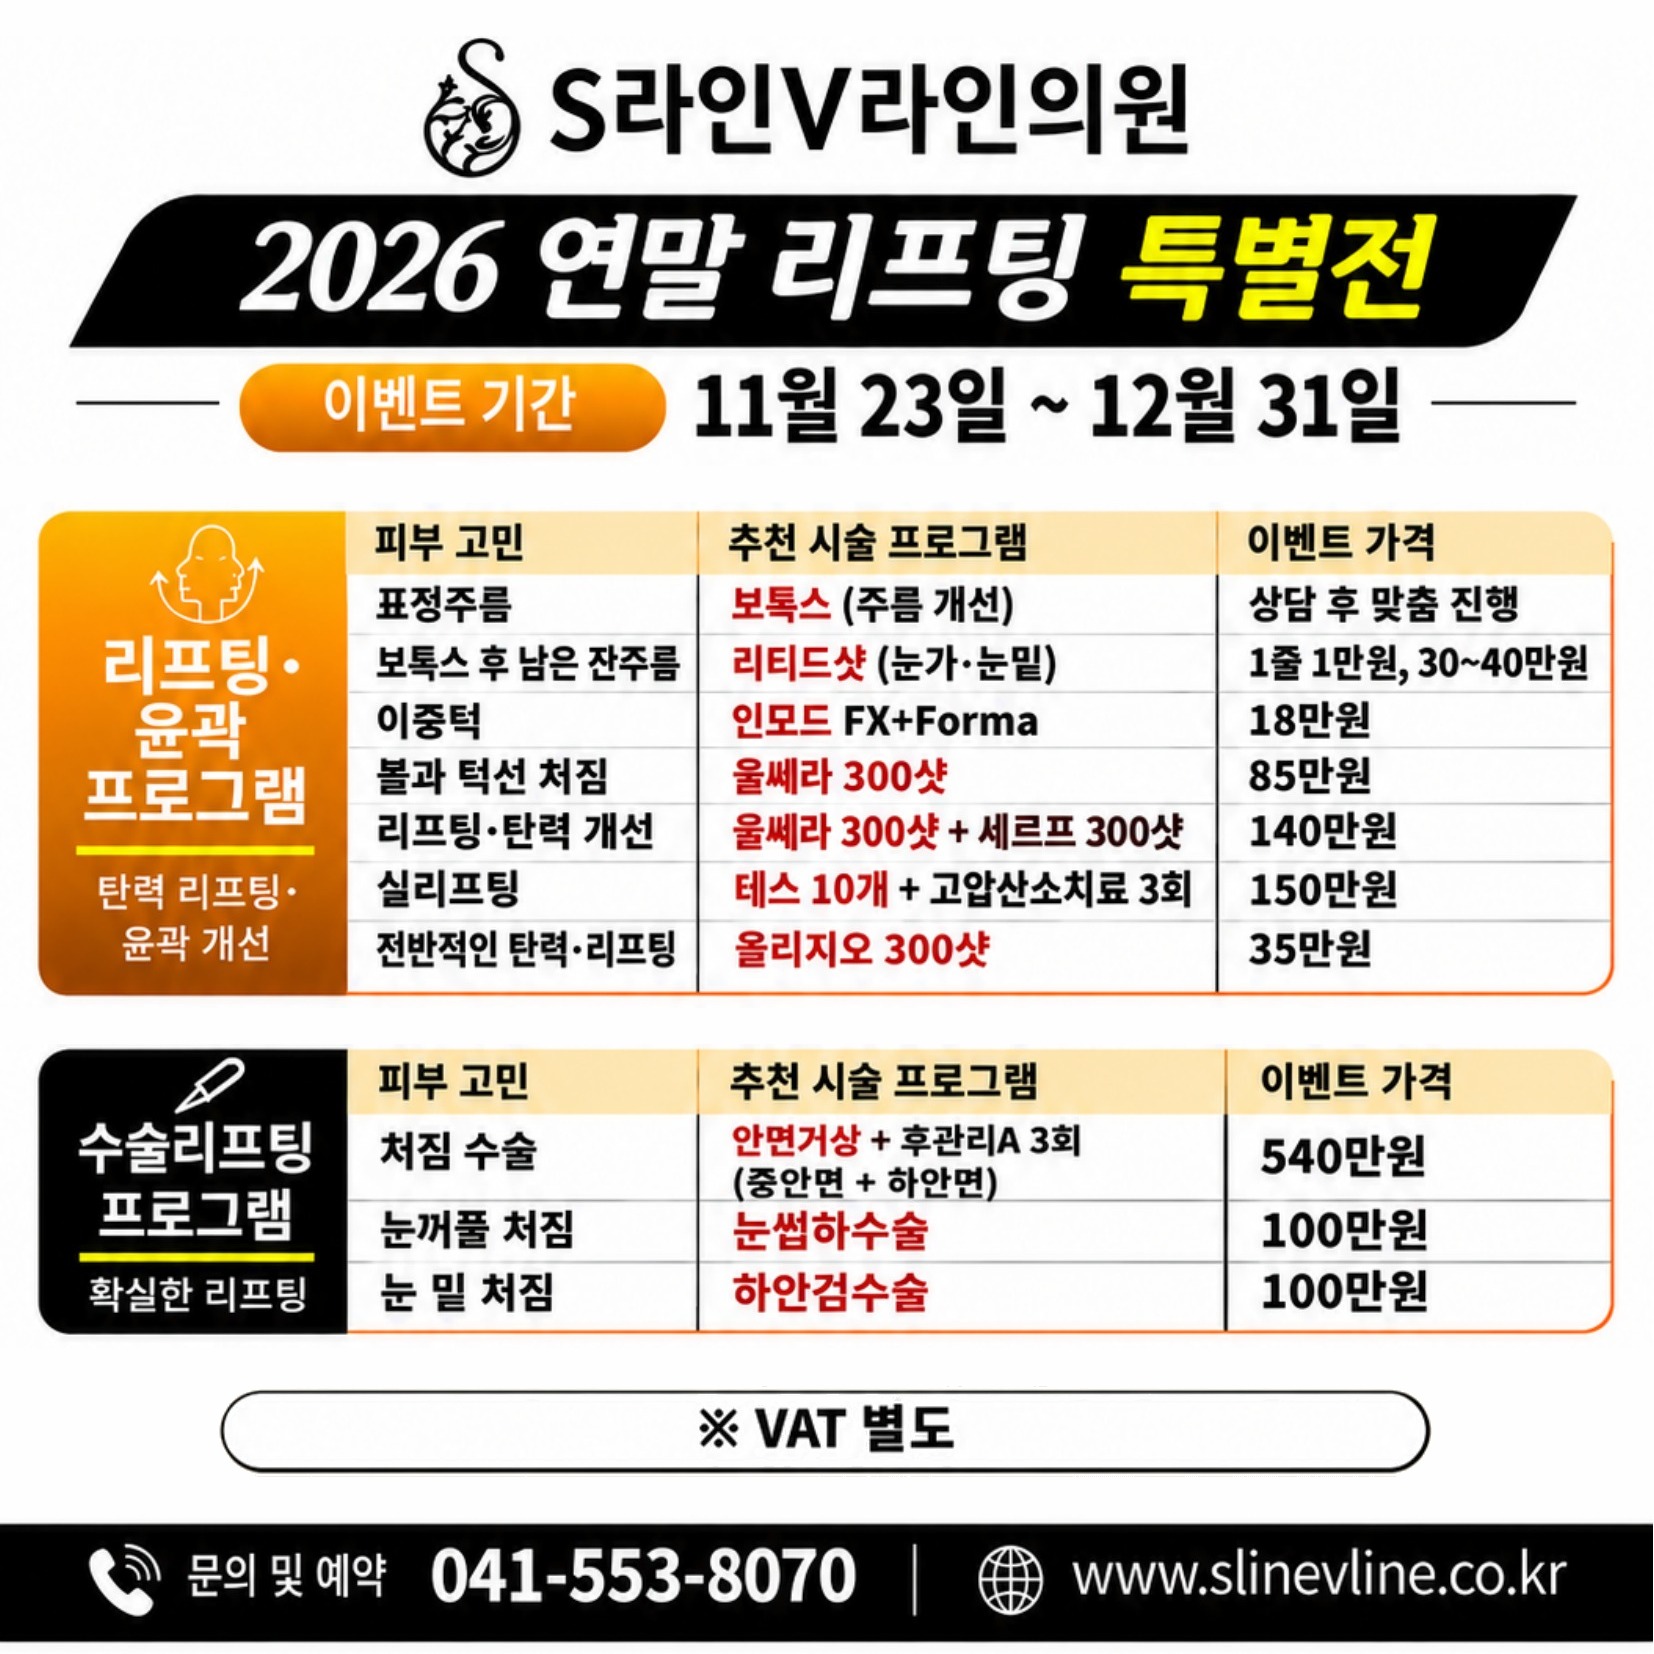 S라인V라인의원
2026 연말 리프팅 특별전
이벤트 기간 11월 23일 ~ 12월 31일
리프팅·
윤곽
프로그램
탄력 리프팅·
윤곽 개선
피부 고민 추천 시술 프로그램 이벤트 가격
표정주름 보톡스 (주름 개선) 상담 후 맞춤 진행
보톡스 후 남은 잔주름 리티드샷 (눈가·눈밑) 1줄 1만원, 30~40만원
이중턱 인모드 FX+Forma 18만원
볼과 턱선 처짐 울쎄라 300샷 85만원
리프팅·탄력 개선 울쎄라 300샷 + 세르프 300샷 140만원
실리프팅 테스 10개 + 고압산소치료 3회 150만원
전반적인 탄력·리프팅 올리지오 300샷 35만원
수술리프팅
프로그램
확실한 리프팅
피부 고민 추천 시술 프로그램 이벤트 가격
처짐 수술 안면거상 + 후관리A 3회 540만원
(중안면 + 하안면)
눈꺼풀 처짐 눈썹하수술 100만원
눈 밑 처짐 하안검수술 100만원
※ VAT 별도
문의 및 예약 041-553-8070 www.slinevline.co.kr